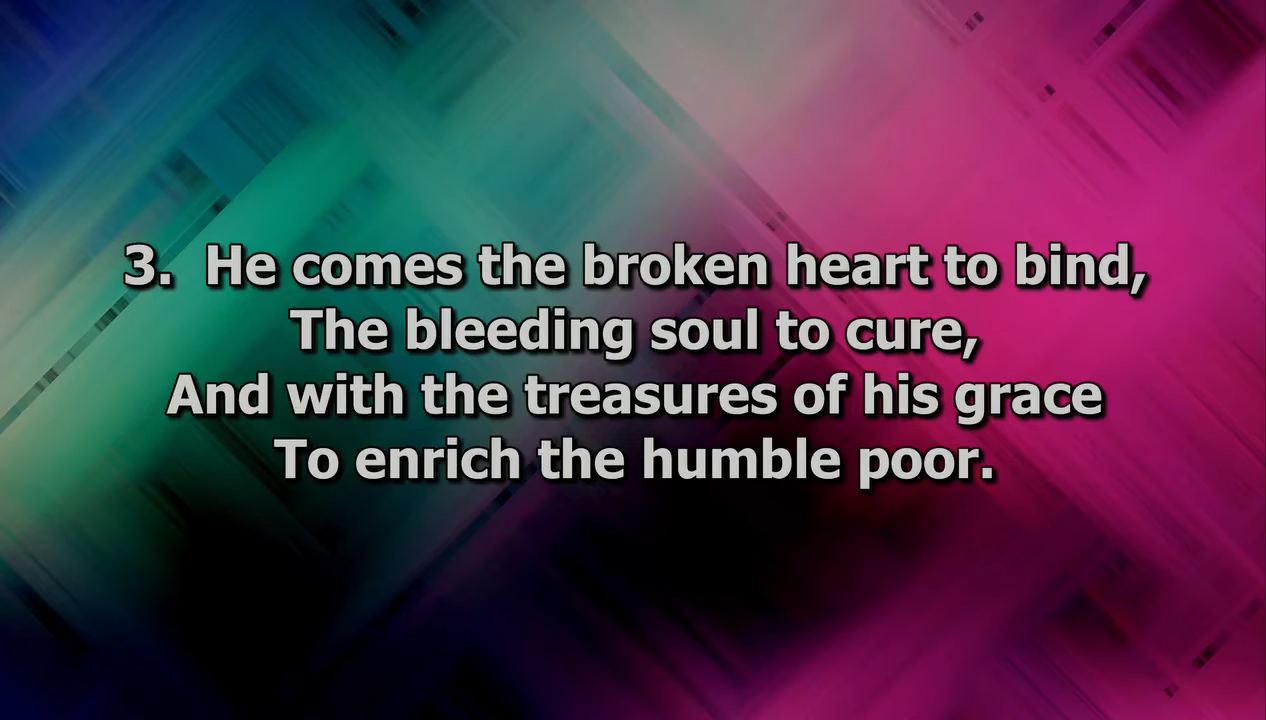 3.  He comes the broken heart to bind,
The bleeding soul to cure,
And with the treasures of his grace
To enrich the humble poor.